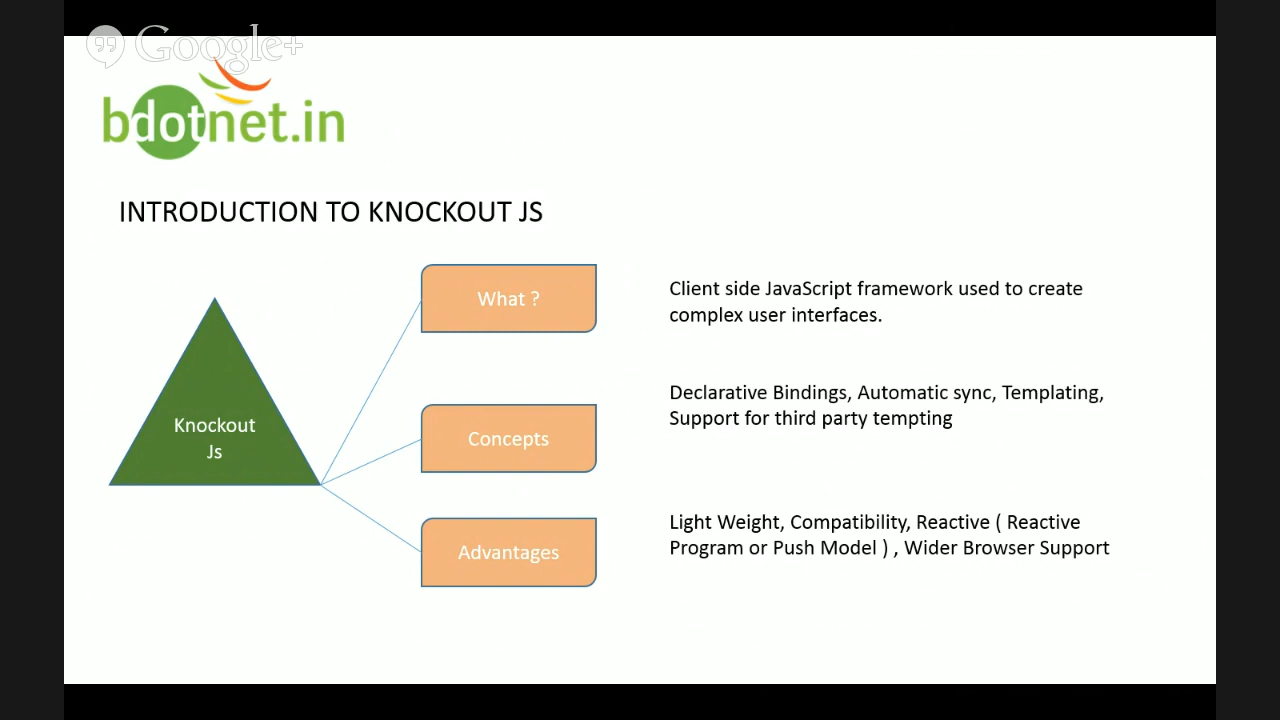 Google+
bdotnet.in
INTRODUCTION TO KNOCKOUT JS
What ?
Client side JavaScript framework used to create
complex user interfaces.
Knockout
Js
Concepts
Declarative Bindings, Automatic sync, Templating,
Support for third party tempting
Advantages
Light Weight, Compatibility, Reactive ( Reactive
Program or Push Model ) , Wider Browser Support